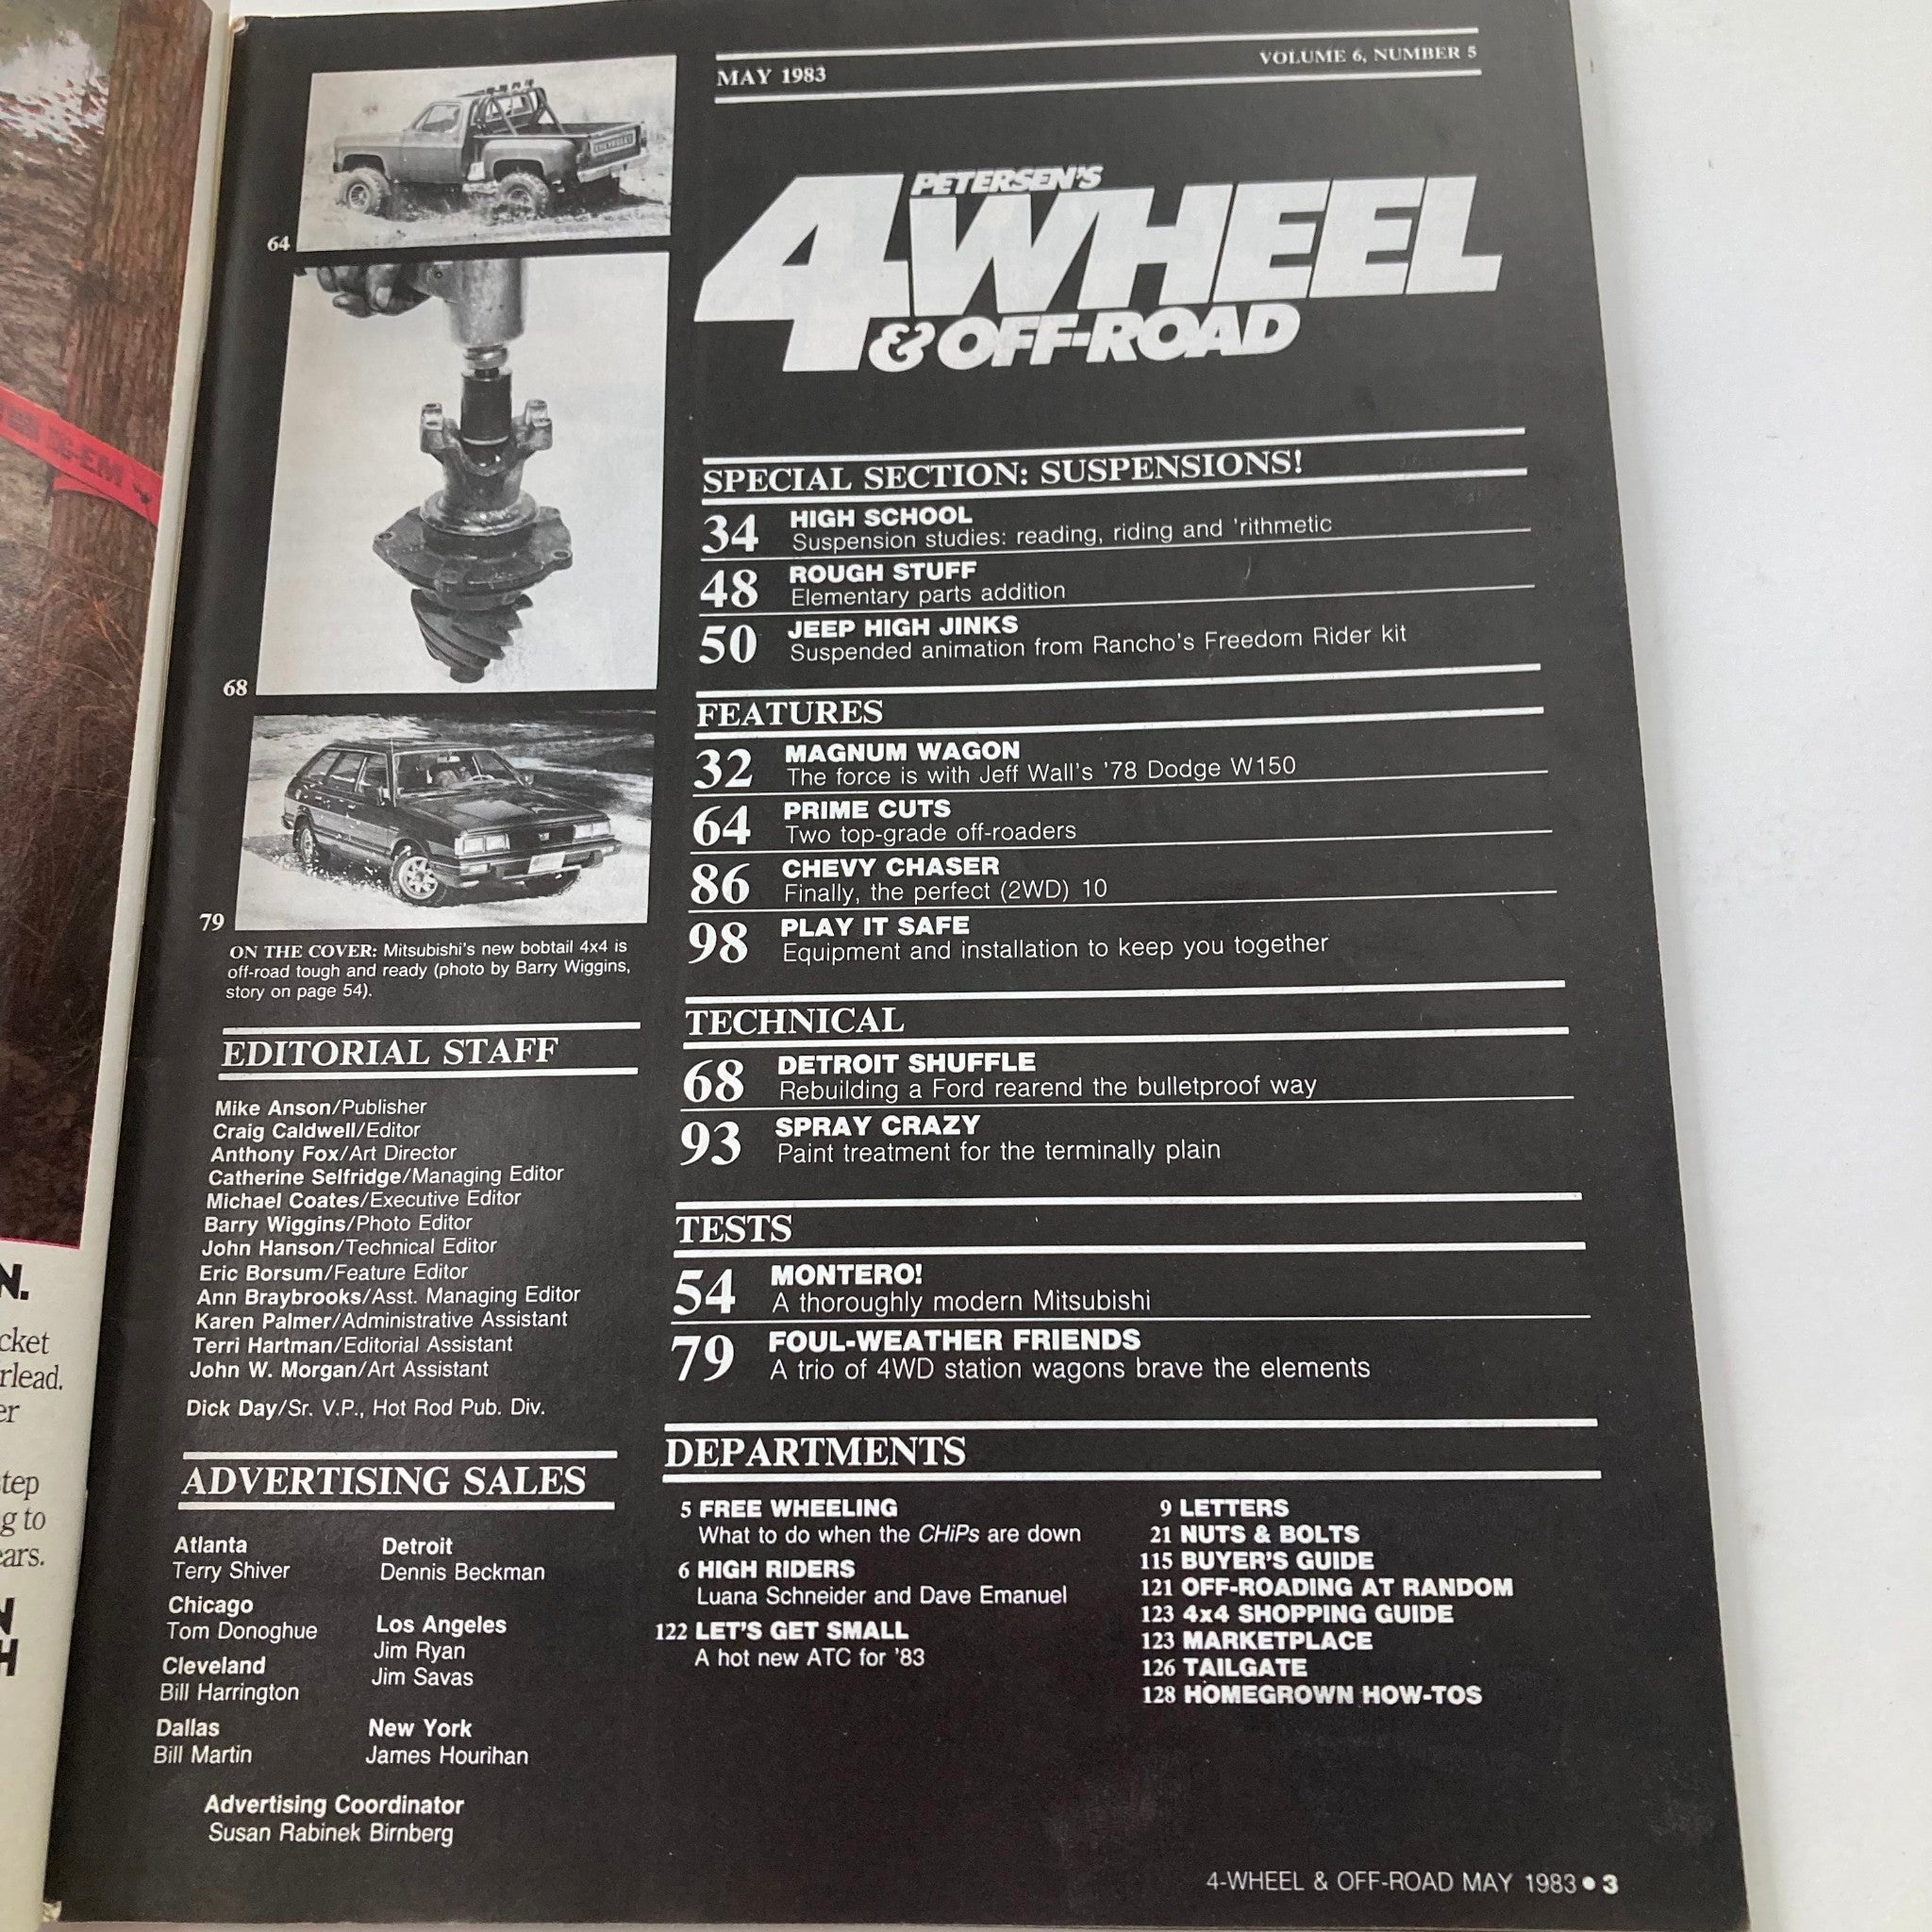 MAY 1983
VOLUME 6, NUMBER 5
PETERSEN'S
4WHEEL
& OFF-ROAD
CHEVROLET
64
68
79
ON THE COVER: Mitsubishi's new bobtail 4x4 is
off-road tough and ready (photo by Barry Wiggins,
story on page 54).
EDITORIAL STAFF
Mike Anson/Publisher
Craig Caldwell/Editor
Anthony Fox/Art Director
Catherine Selfridge/Managing Editor
Michael Coates/Executive Editor
Barry Wiggins/Photo Editor
John Hanson/Technical Editor
Eric Borsum/Feature Editor
Ann Braybrooks/Asst. Managing Editor
Karen Palmer/Administrative Assistant
Terri Hartman/Editorial Assistant
John W. Morgan/Art Assistant
Dick Day/Sr. V.P., Hot Rod Pub. Div.
ADVERTISING SALES
Atlanta
Terry Shiver
Chicago
Tom Donoghue
Cleveland
Bill Harrington
Dallas
Bill Martin
Detroit
Dennis Beckman
Los Angeles
Jim Ryan
Jim Savas
New York
James Hourihan
Advertising Coordinator
Susan Rabinek Birnberg
SPECIAL SECTION: SUSPENSIONS!
34 HIGH SCHOOL
Suspension studies: reading, riding and 'rithmetic
48 ROUGH STUFF
Elementary parts addition
50 JEEP HIGH JINKS
Suspended animation from Rancho's Freedom Rider kit
FEATURES
32 MAGNUM WAGON
The force is with Jeff Wall's '78 Dodge W150
64 PRIME CUTS
Two top-grade off-roaders
86 CHEVY CHASER
Finally, the perfect (2WD) 10
98 PLAY IT SAFE
Equipment and installation to keep you together
TECHNICAL
68 DETROIT SHUFFLE
Rebuilding a Ford rearend the bulletproof way
93 SPRAY CRAZY
Paint treatment for the terminally plain
TESTS
54 MONTERO!
A thoroughly modern Mitsubishi
79 FOUL-WEATHER FRIENDS
A trio of 4WD station wagons brave the elements
DEPARTMENTS
5 FREE WHEELING
What to do when the CHiPs are down
6 HIGH RIDERS
Luana Schneider and Dave Emanuel
122 LET'S GET SMALL
A hot new ATC for '83
9 LETTERS
21 NUTS & BOLTS
115 BUYER'S GUIDE
121 OFF-ROADING AT RANDOM
123 4x4 SHOPPING GUIDE
123 MARKETPLACE
126 TAILGATE
128 HOMEGROWN HOW-TOS
4-WHEEL & OFF-ROAD MAY 1983 • 3